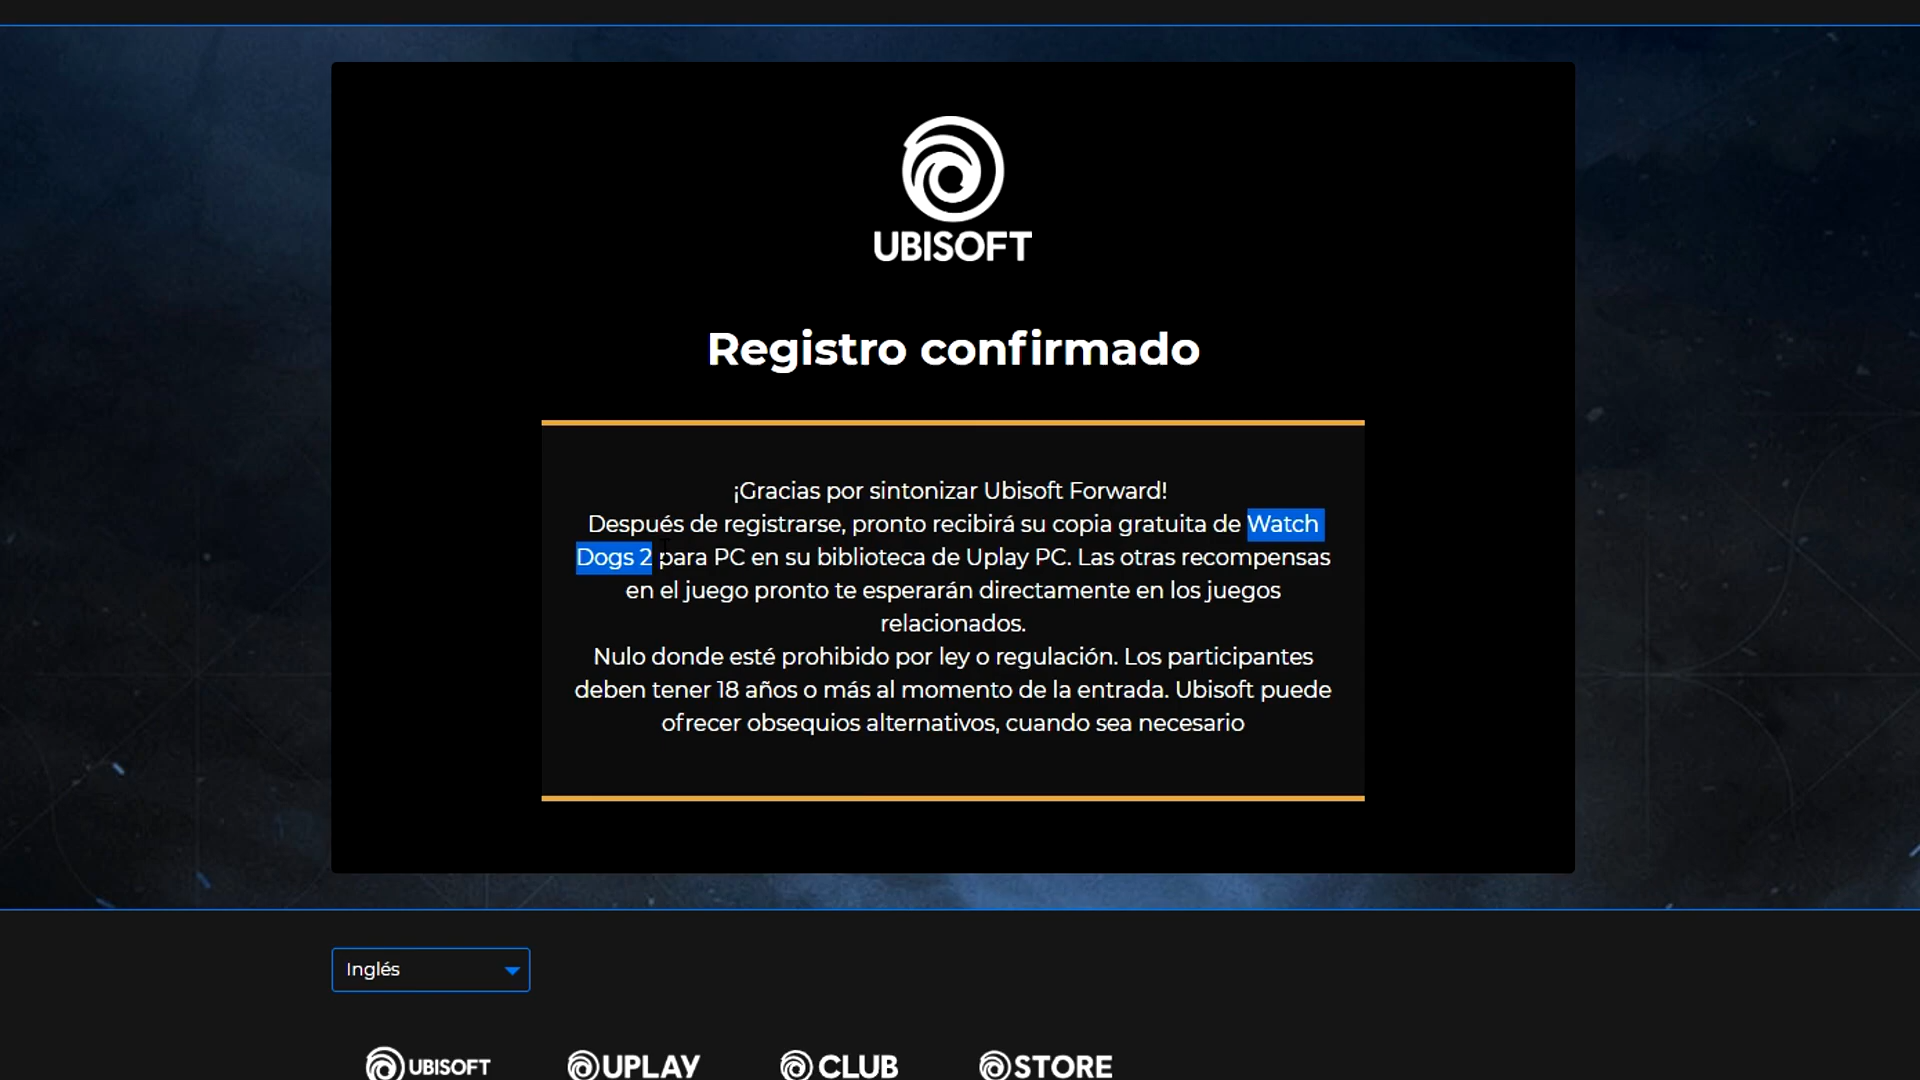 UBISOFT
Registro confirmado
¡Gracias por sintonizar Ubisoft Forward!
Después de registrarse, pronto recibirá su copia gratuita de Watch
Dogs 2 para PC en su biblioteca de Uplay PC. Las otras recompensas
en el juego pronto te esperarán directamente en los juegos
relacionados.
Nulo donde esté prohibido por ley o regulación. Los participantes
deben tener 18 años o más al momento de la entrada. Ubisoft puede
ofrecer obsequios alternativos, cuando sea necesario
Inglés
UBISOFT UPLAY CLUB STORE